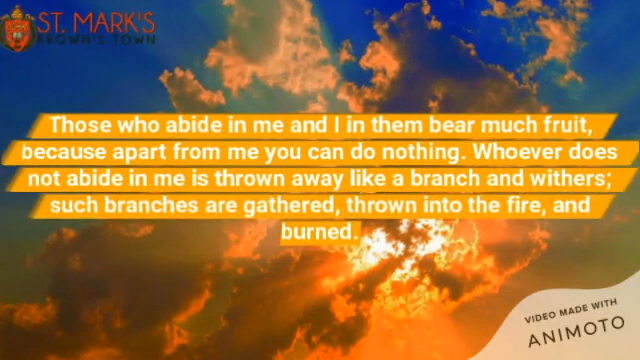 ST. MARK'S
BROWN'S TOWN
Those who abide in me and I in them bear much fruit,
because apart from me you can do nothing. Whoever does
not abide in me is thrown away like a branch and withers;
such branches are gathered, thrown into the fire, and
burned.
VIDEO MADE WITH
ANIMOTO